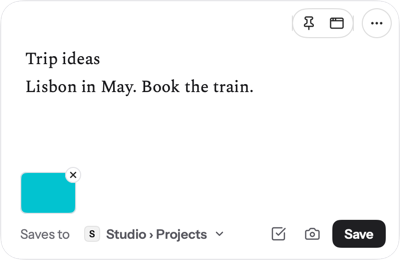 Trip ideas
Lisbon in May. Book the train.
Saves to S Studio › Projects Save